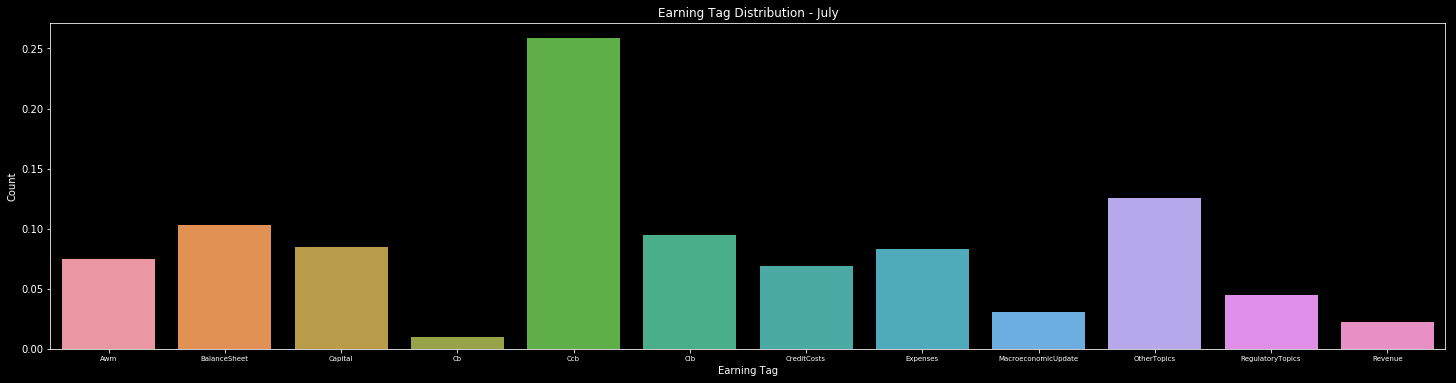 Earning Tag Distribution - July
Count
0.25
0.20
0.15
0.10
0.05
0.00
Awm BalanceSheet Capital Cb Ccb Cib CreditCosts Expenses MacroeconomicUpdate OtherTopics RegulatoryTopics Revenue
Earning Tag